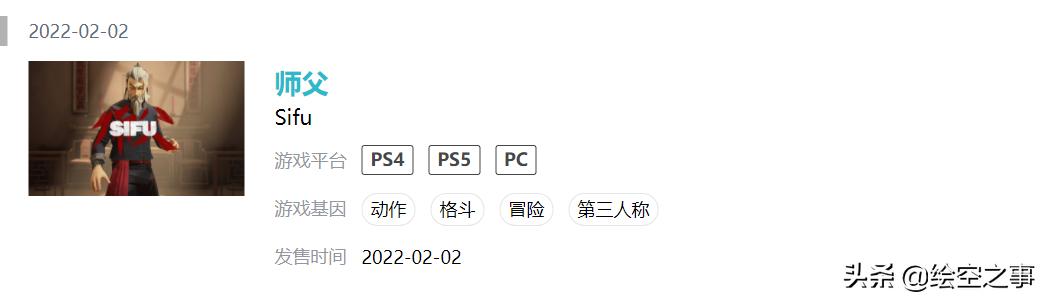 2022-02-02
SIFU
师父
Sifu
游戏平台 PS4 PS5 PC
游戏基因 动作 格斗 冒险 第三人称
发售时间 2022-02-02
头条 @绘空之事